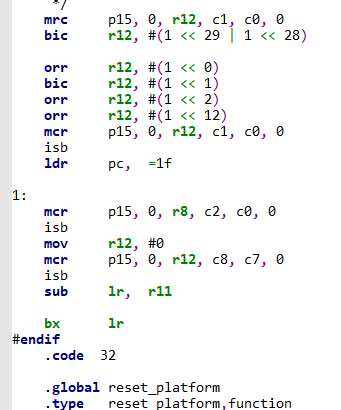 */
mrc p15, 0, r12, c1, c0, 0
bic r12, #(1 << 29 | 1 << 28)
orr r12, #(1 << 0)
bic r12, #(1 << 1)
orr r12, #(1 << 2)
orr r12, #(1 << 12)
mcr p15, 0, r12, c1, c0, 0
isb
ldr pc, =1f
1:
mcr p15, 0, r8, c2, c0, 0
isb
mov r12, #0
mcr p15, 0, r12, c8, c7, 0
isb
sub lr, r11
bx lr
#endif
.code 32
.global reset_platform
.type reset_platform,function